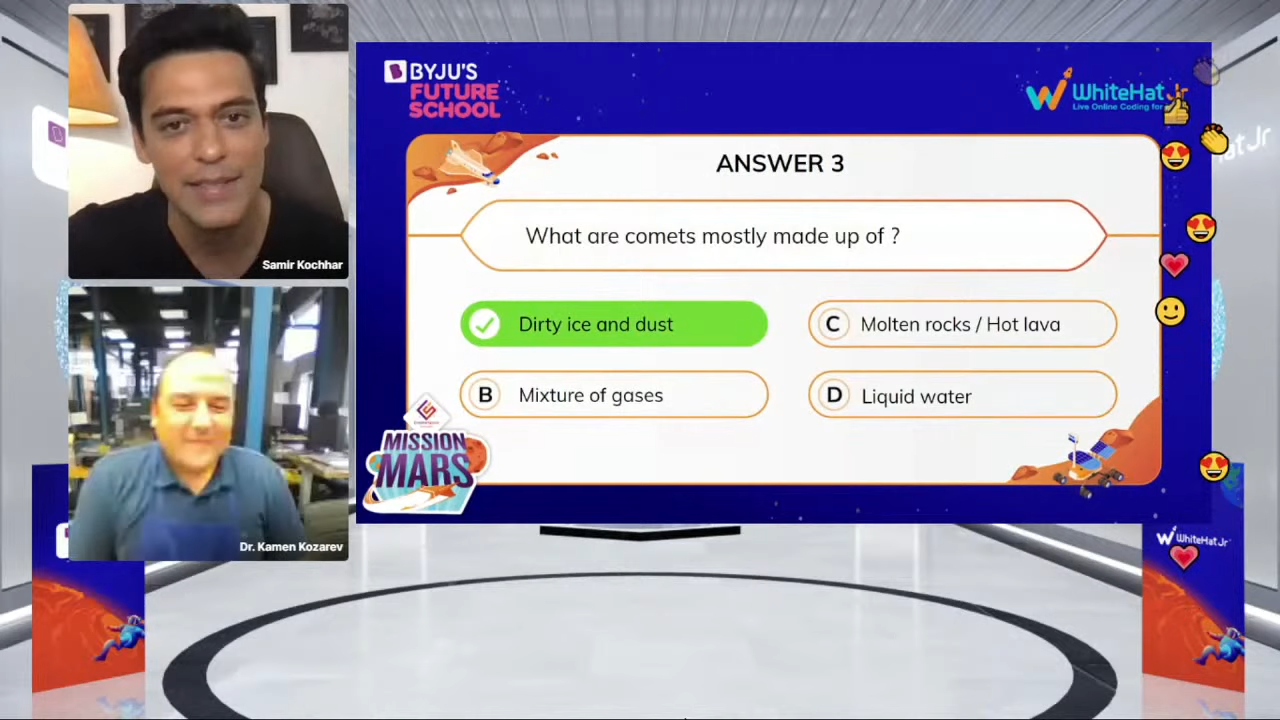 Samir Kochhar
Dr. Kamen Kozarev
BYJU'S
FUTURE
SCHOOL
WhiteHat Jr
Live Online Coding for
ANSWER 3
What are comets mostly made up of ?
Dirty ice and dust
C Molten rocks / Hot lava
B Mixture of gases
D Liquid water
MISSION
MARS
WhiteHat Jr